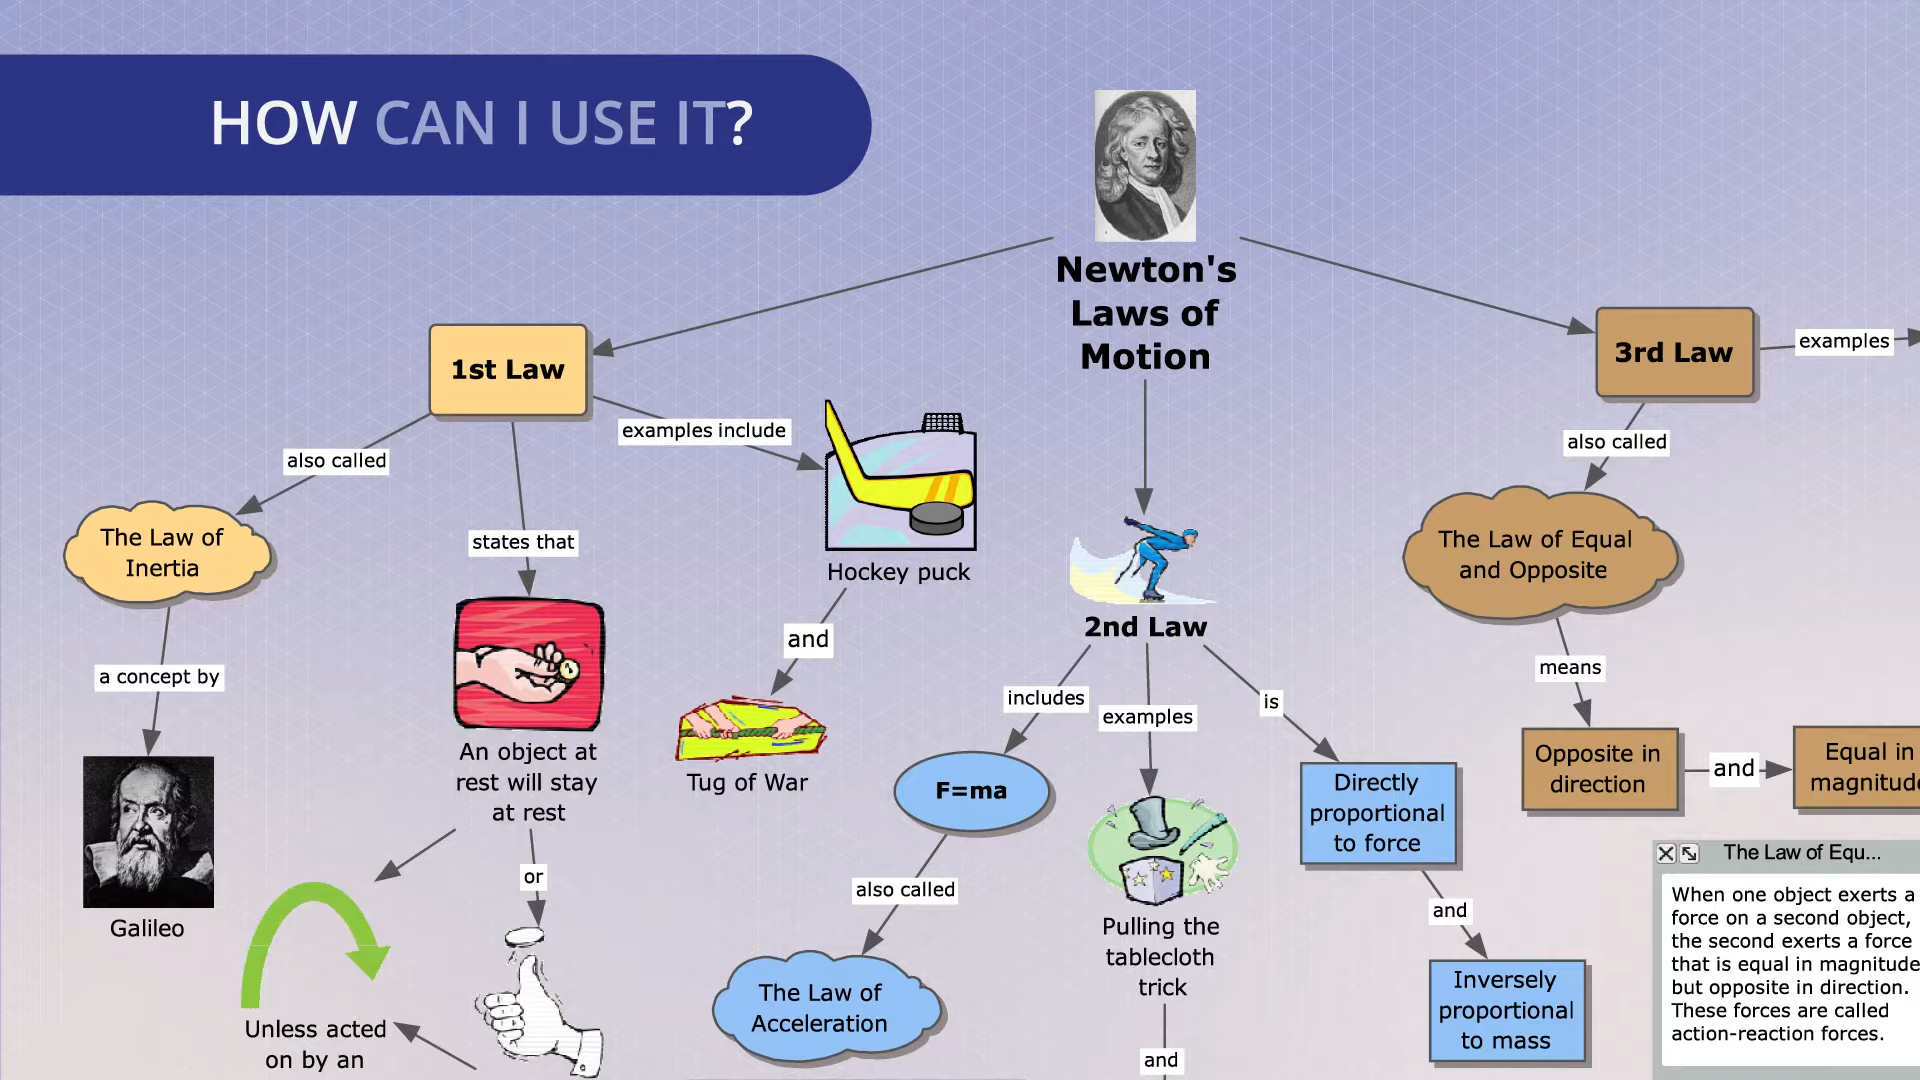 HOW CAN I USE IT?
Newton's
Laws of
Motion
1st Law
3rd Law
examples
examples include
also called
also called
The Law of
Inertia
states that
Hockey puck
The Law of Equal
and Opposite
2nd Law
and
a concept by
means
includes
examples
is
An object at
rest will stay
at rest
Tug of War
F=ma
Directly
proportional
to force
Opposite in
direction
and
Equal in
magnitude
or
Galileo
also called
Pulling the
tablecloth
trick
and
The Law of Equ...
When one object exerts a
force on a second object,
the second exerts a force
that is equal in magnitude
but opposite in direction.
These forces are called
action-reaction forces.
The Law of
Acceleration
Inversely
proportional
to mass
Unless acted
on by an
and